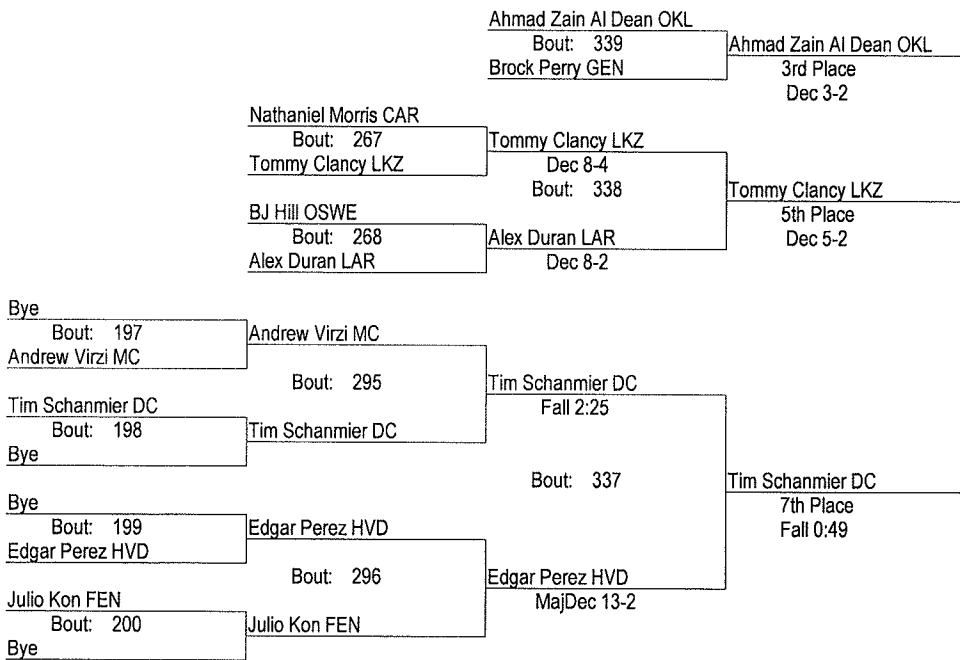 Ahmad Zain Al Dean OKL
Bout: 339
Brock Perry GEN
Ahmad Zain Al Dean OKL
3rd Place
Dec 3-2
Nathaniel Morris CAR
Bout: 267
Tommy Clancy LKZ
Tommy Clancy LKZ
Dec 8-4
Bout: 338
BJ Hill OSWE
Bout: 268
Alex Duran LAR
Alex Duran LAR
Dec 8-2
Tommy Clancy LKZ
5th Place
Dec 5-2
Bye
Bout: 197
Andrew Virzi MC
Andrew Virzi MC
Bout: 295
Tim Schanmier DC
Bout: 198
Bye
Tim Schanmier DC
Tim Schanmier DC
Fall 2:25
Bout: 337
Bye
Bout: 199
Edgar Perez HVD
Edgar Perez HVD
Bout: 296
Julio Kon FEN
Bout: 200
Bye
Julio Kon FEN
Edgar Perez HVD
MajDec 13-2
Tim Schanmier DC
7th Place
Fall 0:49